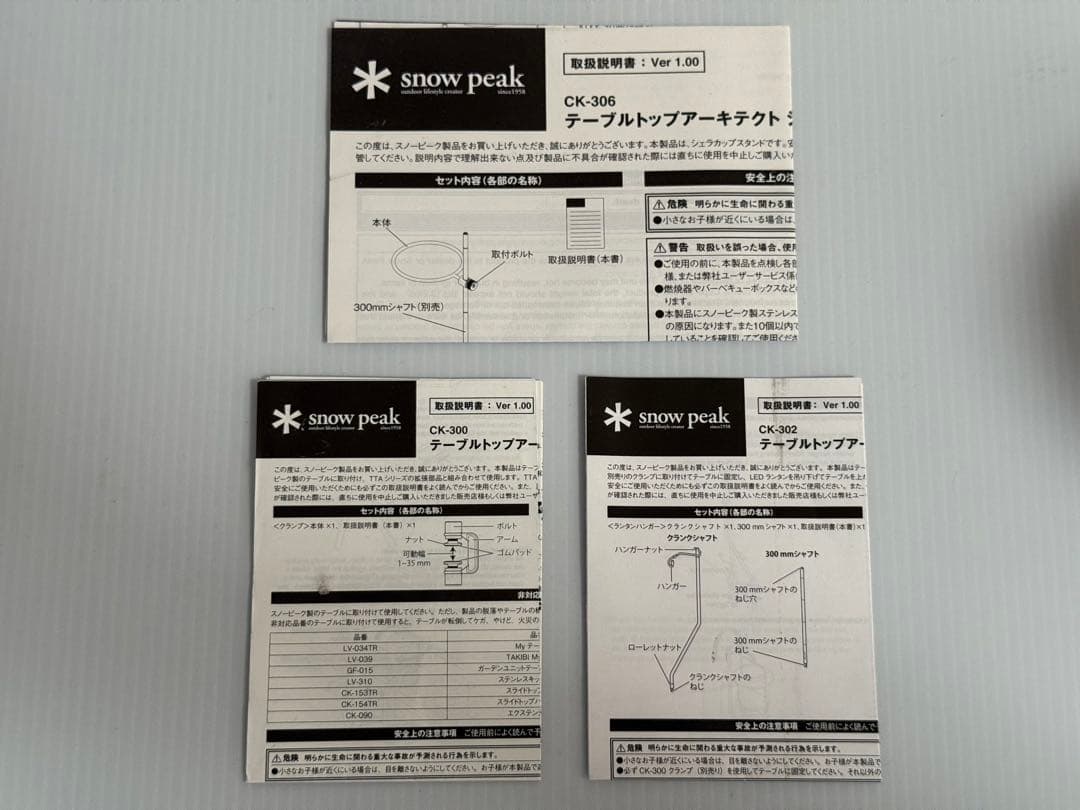 snow peak
outdoor lifestyle creator since1958
取扱説明書：Ver 1.00
CK-306
テーブルトップアーキテクト シ
この度は、スノーピーク製品をお買い上げいただき、誠にありがとうございます。本製品は、シェラカップスタンドです。安
管してください。説明内容で理解出来ない点及び製品に不具合が確認された際には直ちに使用を中止しご購入い
セット内容（各部の名称）
本体
取付ボルト
取扱説明書（本書）
300mmシャフト（別売）
安全上の注
⚠危険 明らかに生命に関わる重
●小さなお子様が近くにいる場合は
⚠警告 取扱いを誤った場合、使用
●ご使用の前に、本製品を点検し各部
様、または弊社ユーザーサービス係
●燃焼器やバーベキューボックスなど
ります。
●本製品にスノーピーク製ステンレス
の原因になります。また10個以内で
していることを確認してご使用くださ
snow peak
outdoor lifestyle creator since1958
取扱説明書：Ver 1.00
CK-300
テーブルトップアー
この度は、スノーピーク製品をお買い上げいただき、誠にありがとうございます。本製品はテーブ
ピーク製のテーブルに取り付け、TTA シリーズの拡張部品と組み合わせて使用します。TTA
安全にご使用いただくためにも必ずこの取扱説明書をよく読んでからご使用ください。また、
が確認された際には、直ちに使用を中止しご購入いただきました販売店様もしくは弊社ユーザ
セット内容（各部の名称）
＜クランプ＞本体 ×1、取扱説明書（本書）×1
ボルト
ナット
アーム
可動幅
1~35 mm
ゴムパッド
非対応
スノーピーク製のテーブルに取り付けて使用してください。ただし、製品の脱落やテーブルの
非対応品番のテーブルに取り付けて使用すると、テーブルが転倒してケガ、やけど、火災の
品番 品
LV-034TR My テー
LV-039 TAKIBI M
GF-015 ガーデンユニットテー
LV-310 ステンレスキッ
CK-153TR スライドトップ
CK-154TR スライドトップハ
CK-090 エクステン
安全上の注意事項 ご使用前によく読んで
⚠危険 明らかに生命に関わる重大な事故が予測される行為を示します。
●小さなお子様が近くにいる場合は、目を離さないようにしてください。お子様が本製品で
snow peak
outdoor lifestyle creator since1958
取扱説明書：Ver 1.00
CK-302
テーブルトップアー
この度は、スノーピーク製品をお買い上げいただき、誠にありがとうございます。本製品はテー
別売りのクランプに取り付けてテーブルに固定し、LED ランタンを吊り下げてテーブルを上か
安全にご使用いただくためにも必ずこの取扱説明書をよく読んでからご使用ください。また、
が確認された際には、直ちに使用を中止しご購入いただきました販売店様もしくは弊社ユーザ
セット内容（各部の名称）
＜ランタンハンガー＞クランクシャフト ×1、300 mm シャフト ×1、取扱説明書（本書）×1
クランクシャフト
ハンガーナット
300 mmシャフト
ハンガー
300 mmシャフトの
ねじ穴
ローレットナット
300 mmシャフトの
ねじ
クランクシャフトの
ねじ
安全上の注意事項 ご使用前によく読んで
⚠危険 明らかに生命に関わる重大な事故が予測される行為を示します。
●小さなお子様が近くにいる場合は、目を離さないようにしてください。お子様が本製品で
●必ず CK-300 クランプ（別売り）を使用してテーブルに固定してください。それ以外の